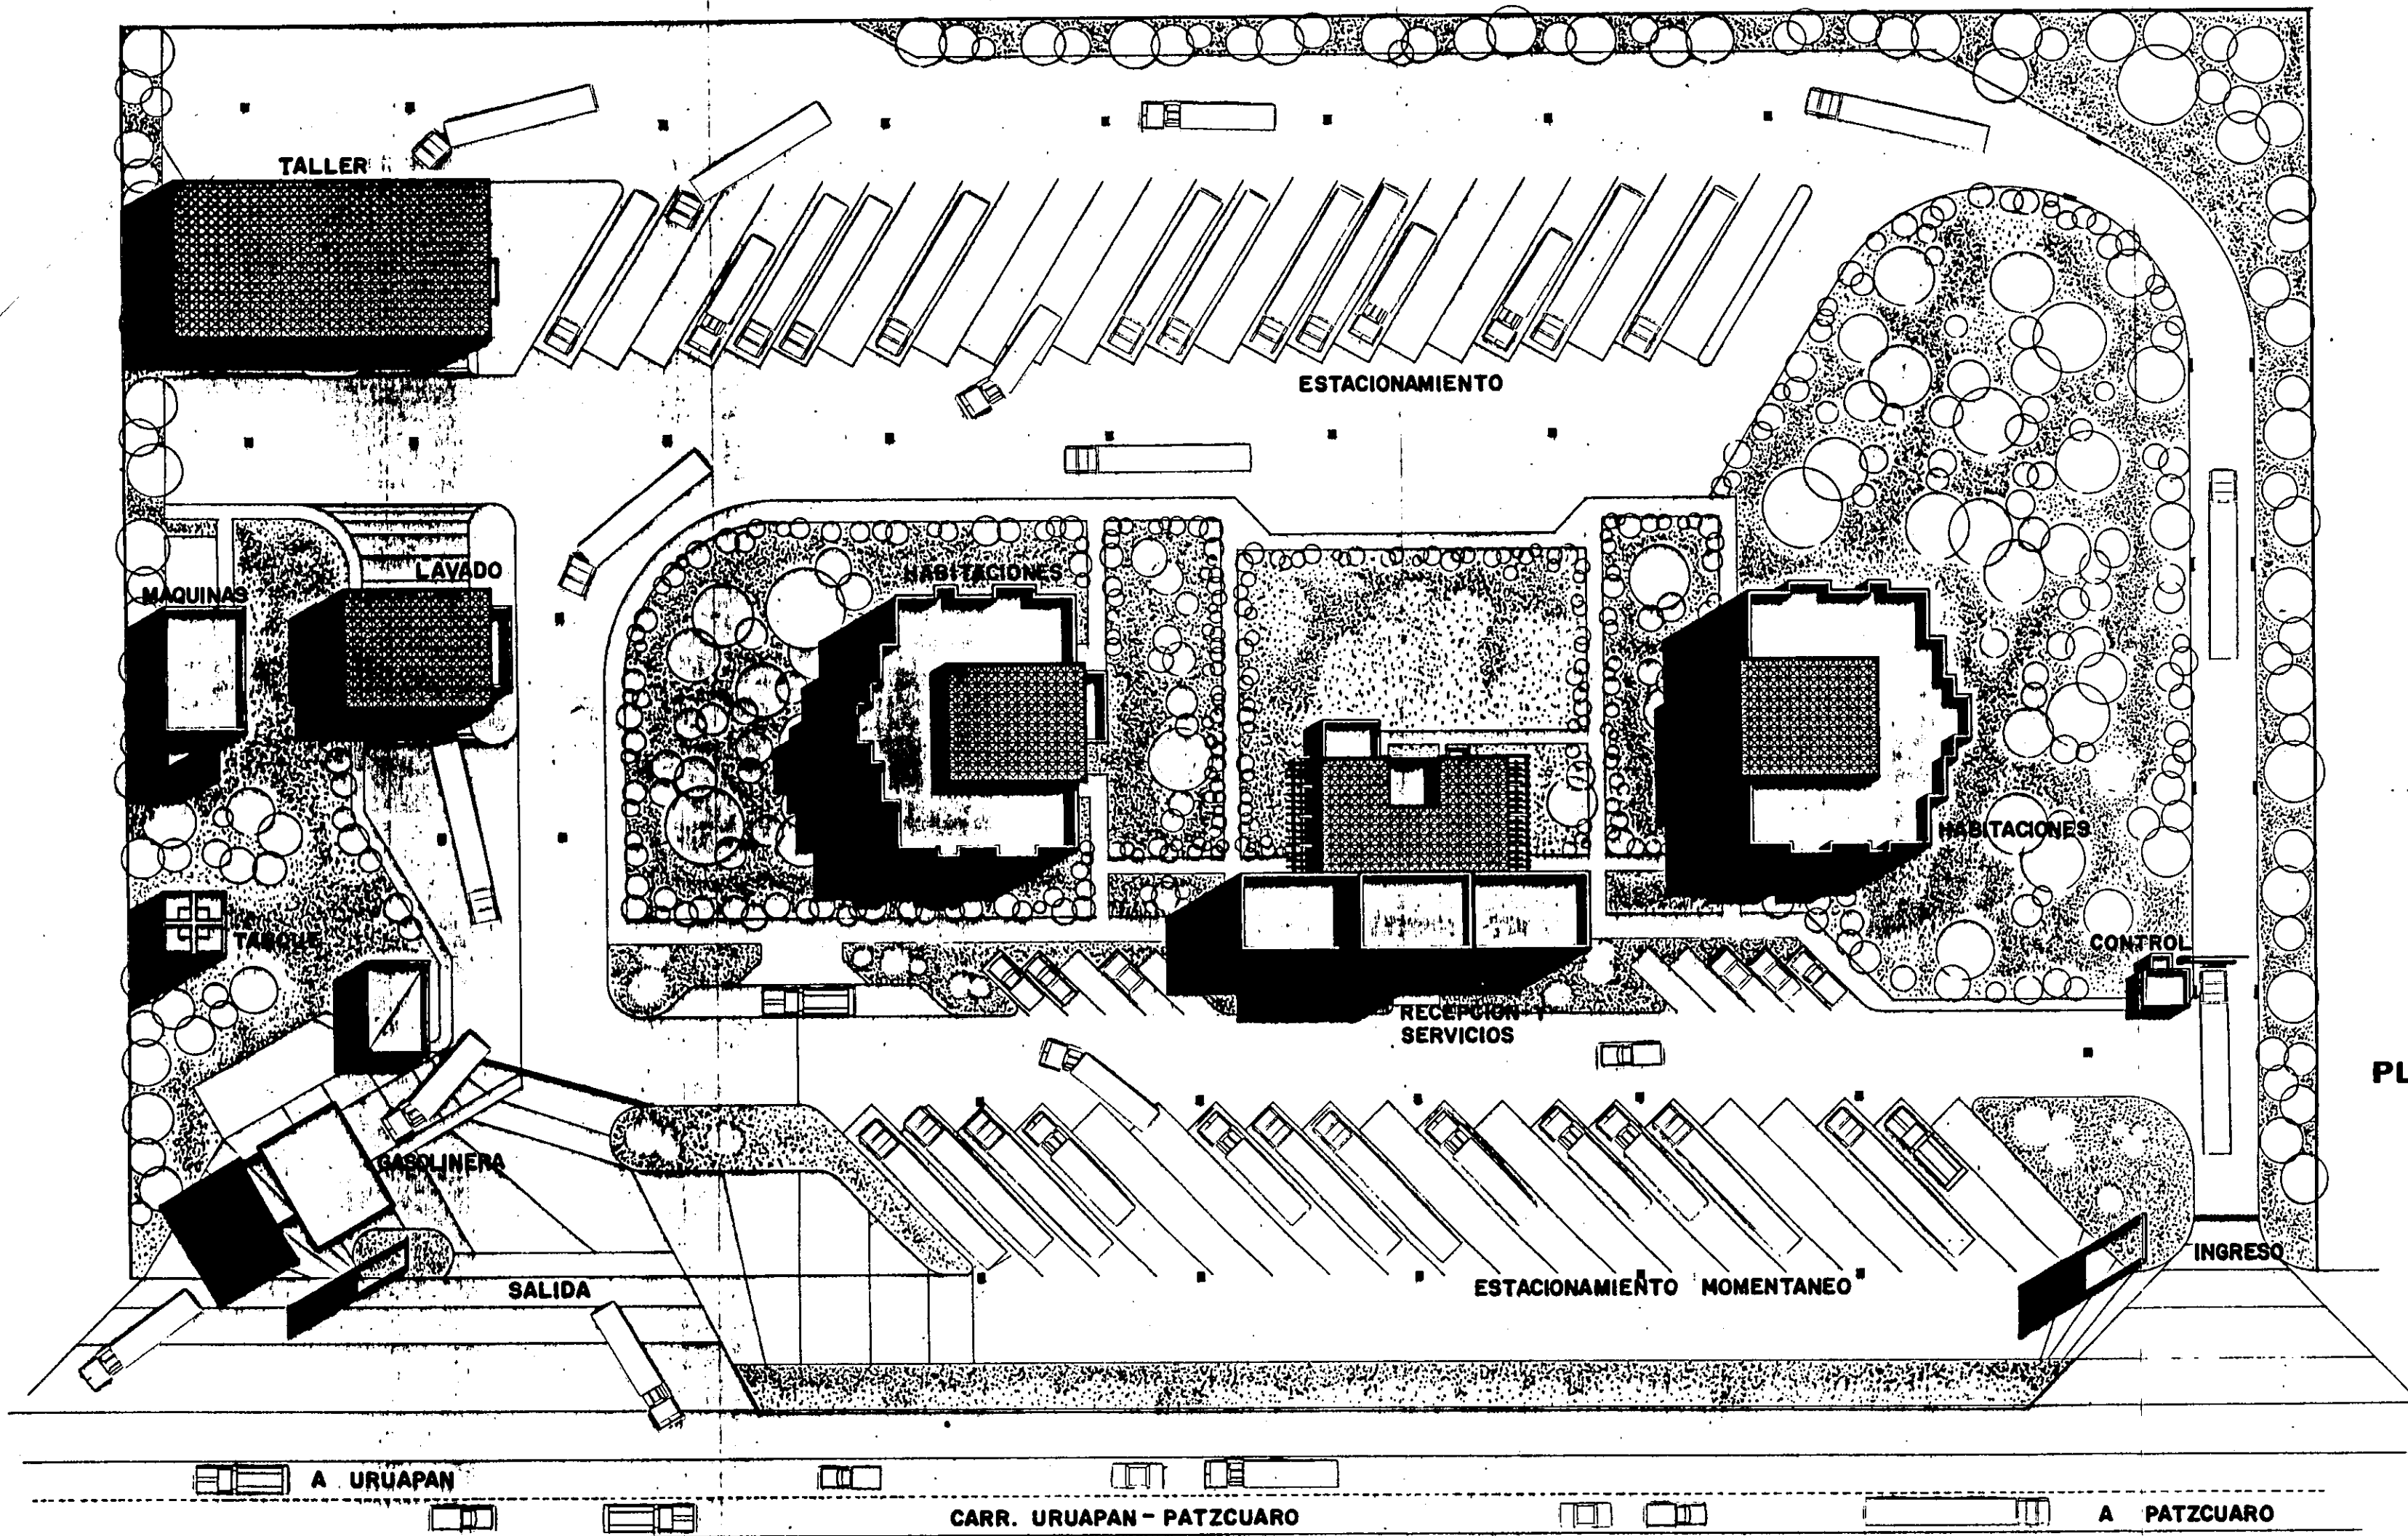 TALLER
ESTACIONAMIENTO
LAVADO
MAQUINAS
HABITACIONES
HABITACIONES
TANQUE
CONTROL
RECEPCION Y
SERVICIOS
PL
GASOLINERA
INGRESO
SALIDA
ESTACIONAMIENTO MOMENTANEO
A URUAPAN
CARR. URUAPAN - PATZCUARO
A PATZCUARO